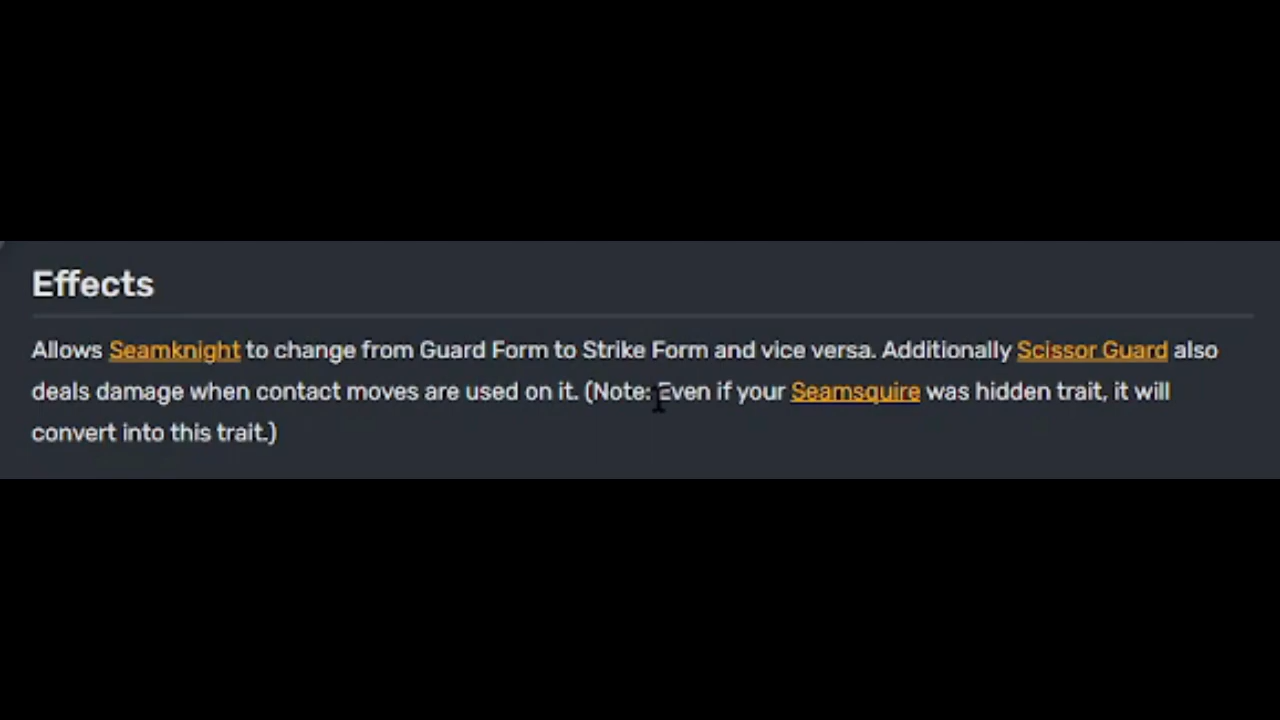 Effects
Allows Seamknight to change from Guard Form to Strike Form and vice versa. Additionally Scissor Guard also
deals damage when contact moves are used on it. (Note: Even if your Seamsquire was hidden trait, it will
convert into this trait.)